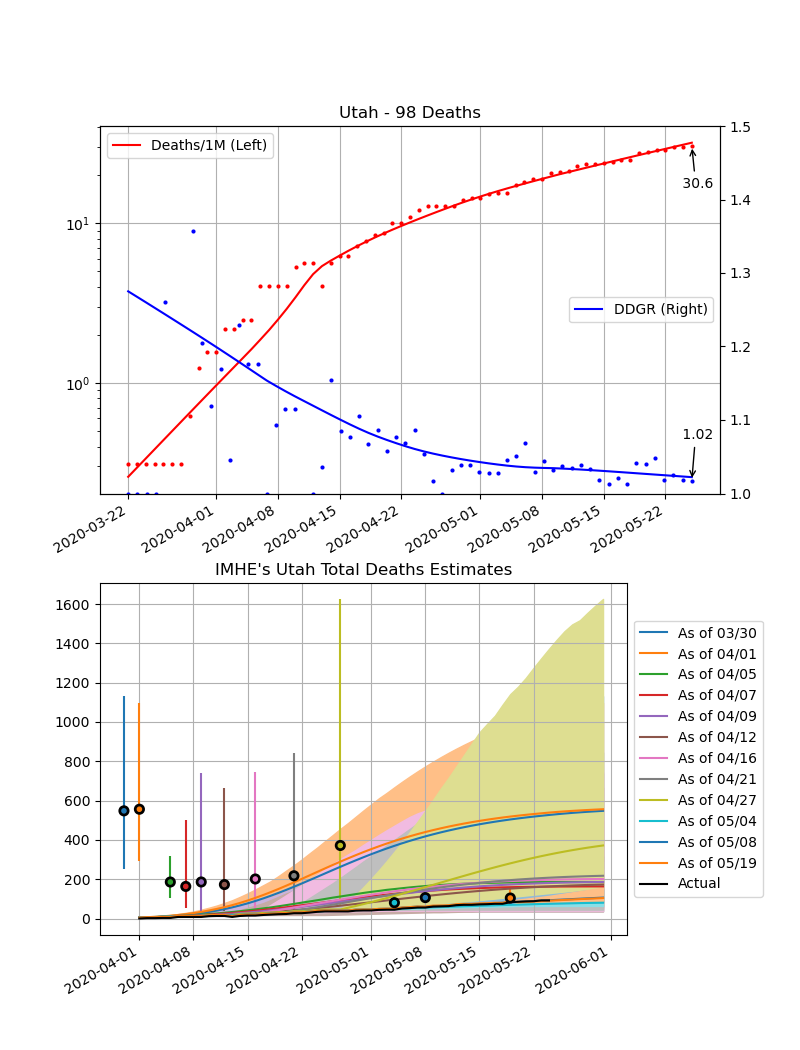 Utah - 98 Deaths
Deaths/1M (Left)
DDGR (Right)
30.6
1.02
10¹
10⁰
1.5
1.4
1.3
1.2
1.1
1.0
2020-03-22
2020-04-01
2020-04-08
2020-04-15
2020-04-22
2020-05-01
2020-05-08
2020-05-15
2020-05-22
IMHE's Utah Total Deaths Estimates
1600
1400
1200
1000
800
600
400
200
0
2020-04-01
2020-04-08
2020-04-15
2020-04-22
2020-05-01
2020-05-08
2020-05-15
2020-05-22
2020-06-01
As of 03/30
As of 04/01
As of 04/05
As of 04/07
As of 04/09
As of 04/12
As of 04/16
As of 04/21
As of 04/27
As of 05/04
As of 05/08
As of 05/19
Actual